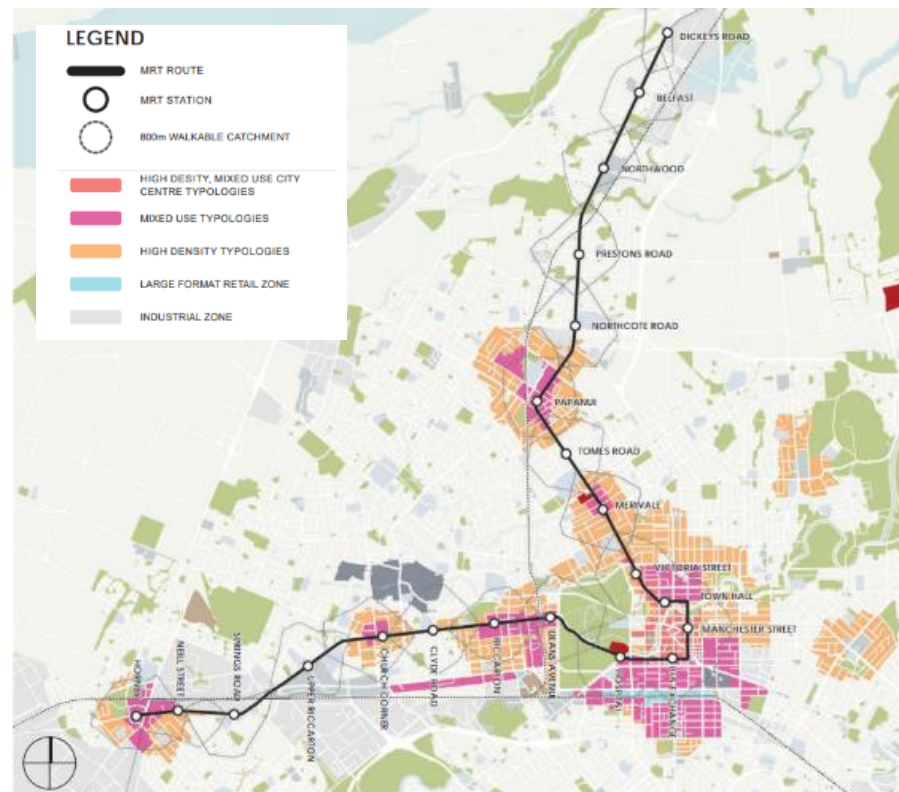 LEGEND
MRT ROUTE
MRT STATION
800m WALKABLE CATCHMENT
HIGH DESITY, MIXED USE CITY
CENTRE TYPOLOGIES
MIXED USE TYPOLOGIES
HIGH DENSITY TYPOLOGIES
LARGE FORMAT RETAIL ZONE
INDUSTRIAL ZONE
DICKEYS ROAD
BELFAST
NORTHWOOD
PRESTONS ROAD
NORTHCOTE ROAD
PAPANUI
TOMES ROAD
MERIVALE
VICTORIA STREET
TOWN HALL
MANCHESTER STREET
HORNBY
NEILL STREET
SPRINGS ROAD
UPPER RICCARTON
CHURCH CORNER
CLYDE ROAD
RICCARTON
DEANS AVENUE
HOSPITAL
BUS EXCHANGE